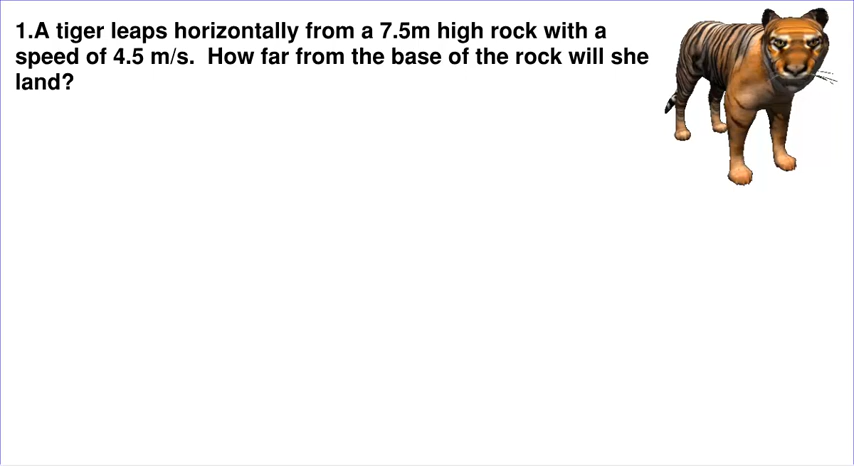 1.A tiger leaps horizontally from a 7.5m high rock with a
speed of 4.5 m/s.  How far from the base of the rock will she
land?